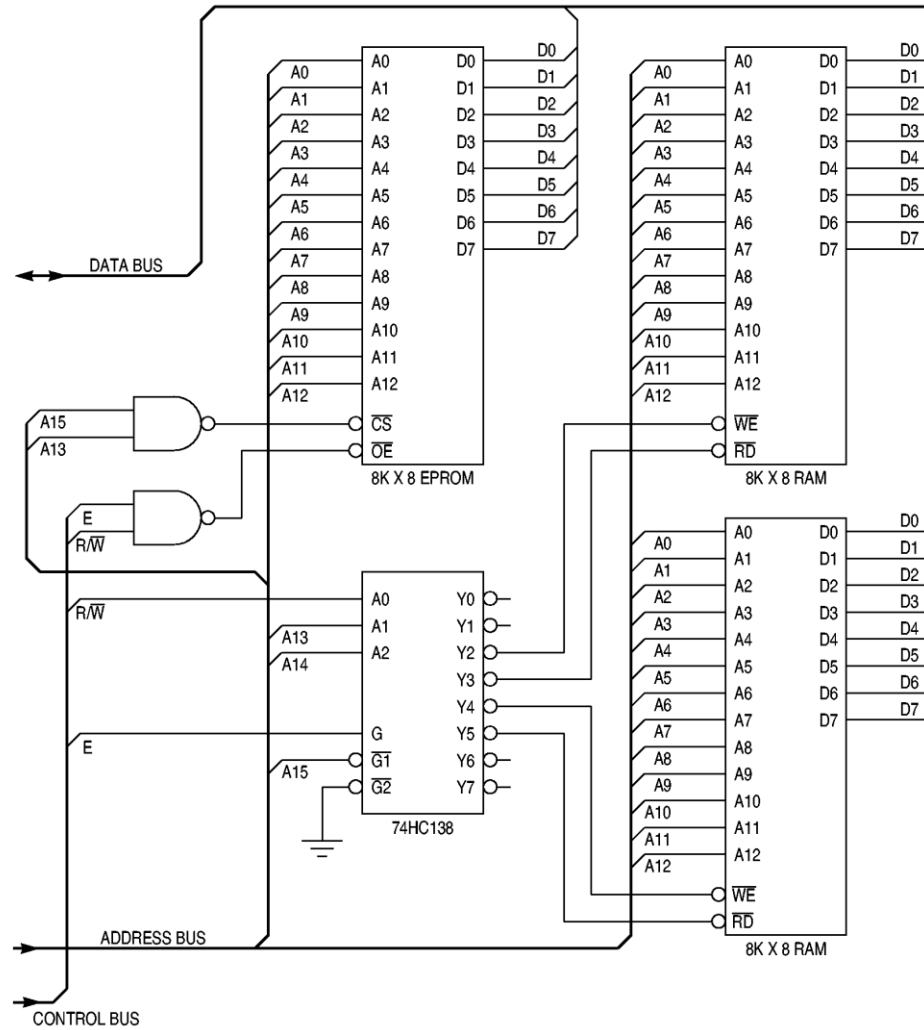 DATA BUS
A0
A1
A2
A3
A4
A5
A6
A7
A8
A9
A10
A11
A12
A0
A1
A2
A3
A4
A5
A6
A7
A8
A9
A10
A11
A12
CS
OE
D0
D1
D2
D3
D4
D5
D6
D7
D0
D1
D2
D3
D4
D5
D6
D7
8K X 8 EPROM
A15
A13
E
R/W
A0
A1
A2
A3
A4
A5
A6
A7
A8
A9
A10
A11
A12
A0
A1
A2
A3
A4
A5
A6
A7
A8
A9
A10
A11
A12
WE
RD
D0
D1
D2
D3
D4
D5
D6
D7
D0
D1
D2
D3
D4
D5
D6
D7
8K X 8 RAM
R/W
A13
A14
E
A15
A0
A1
A2
G
G1
G2
Y0
Y1
Y2
Y3
Y4
Y5
Y6
Y7
74HC138
A0
A1
A2
A3
A4
A5
A6
A7
A8
A9
A10
A11
A12
A0
A1
A2
A3
A4
A5
A6
A7
A8
A9
A10
A11
A12
WE
RD
D0
D1
D2
D3
D4
D5
D6
D7
D0
D1
D2
D3
D4
D5
D6
D7
8K X 8 RAM
ADDRESS BUS
CONTROL BUS